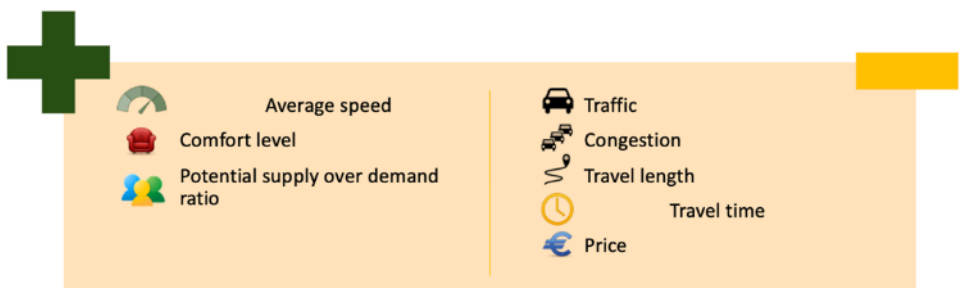 Average speed
Comfort level
Potential supply over demand
ratio
Traffic
Congestion
Travel length
Travel time
Price